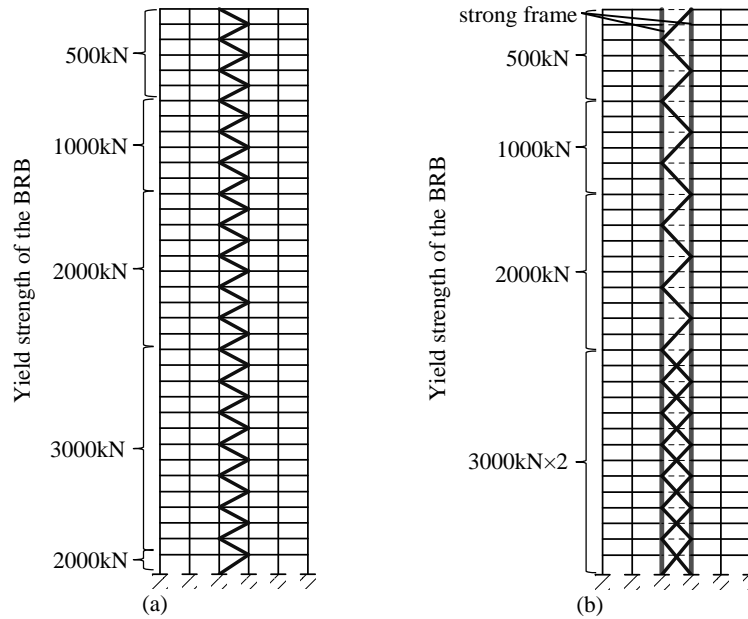 Yield strength of the BRB
500kN
1000kN
2000kN
3000kN
2000kN
(a)
strong frame
Yield strength of the BRB
500kN
1000kN
2000kN
3000kN×2
(b)